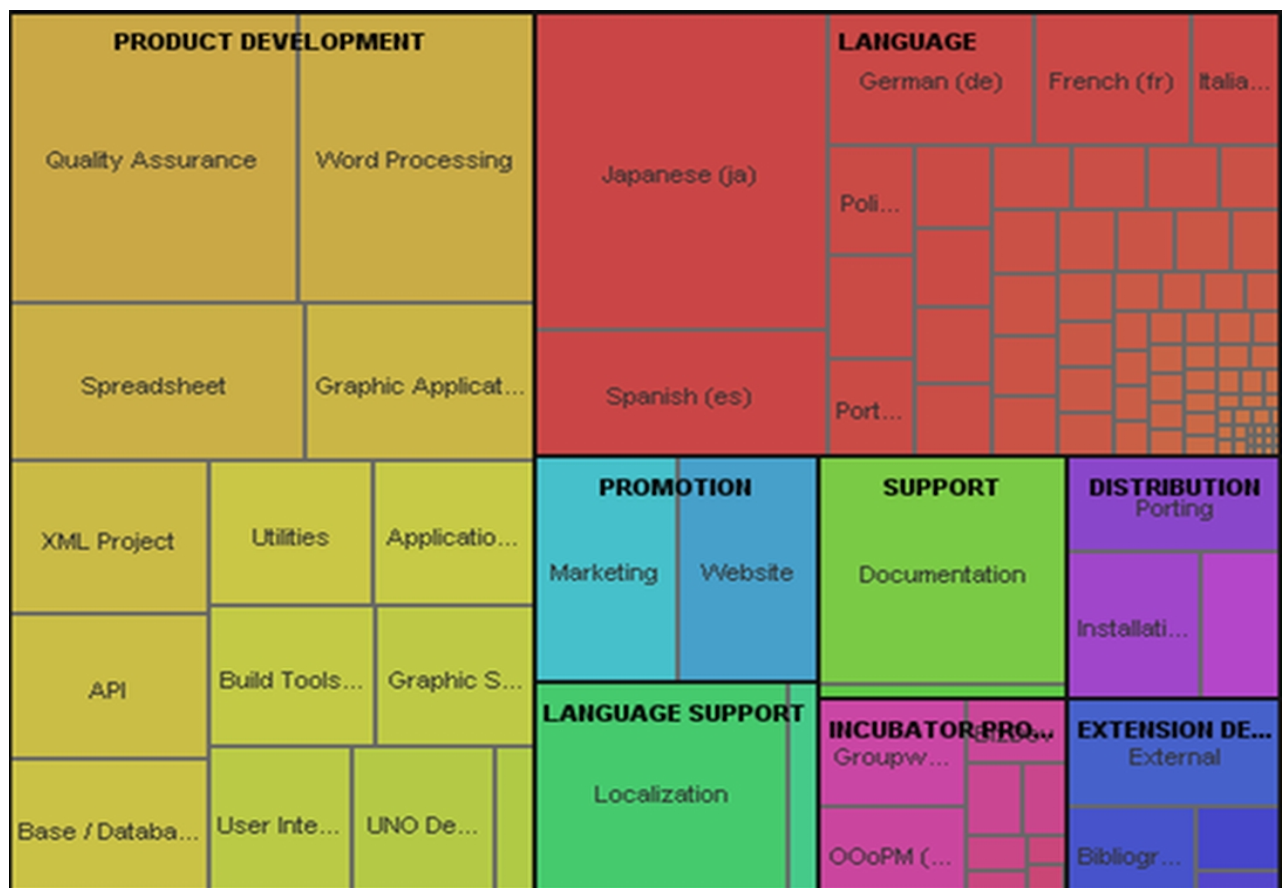 PRODUCT DEVELOPMENT
Quality Assurance
Word Processing
Spreadsheet
Graphic Applicat...
XML Project
Utilities
Applicatio...
API
Build Tools...
Graphic S...
Base / Databa...
User Inte...
UNO De...
LANGUAGE
Japanese (ja)
German (de)
French (fr)
Italia...
Poli...
Spanish (es)
Port...
PROMOTION
Marketing
Website
SUPPORT
Documentation
DISTRIBUTION
Porting
Installati...
LANGUAGE SUPPORT
Localization
INCUBATOR PRO...
BizDev
Groupw...
OOoPM (...
EXTENSION DE...
External
Bibliogr...